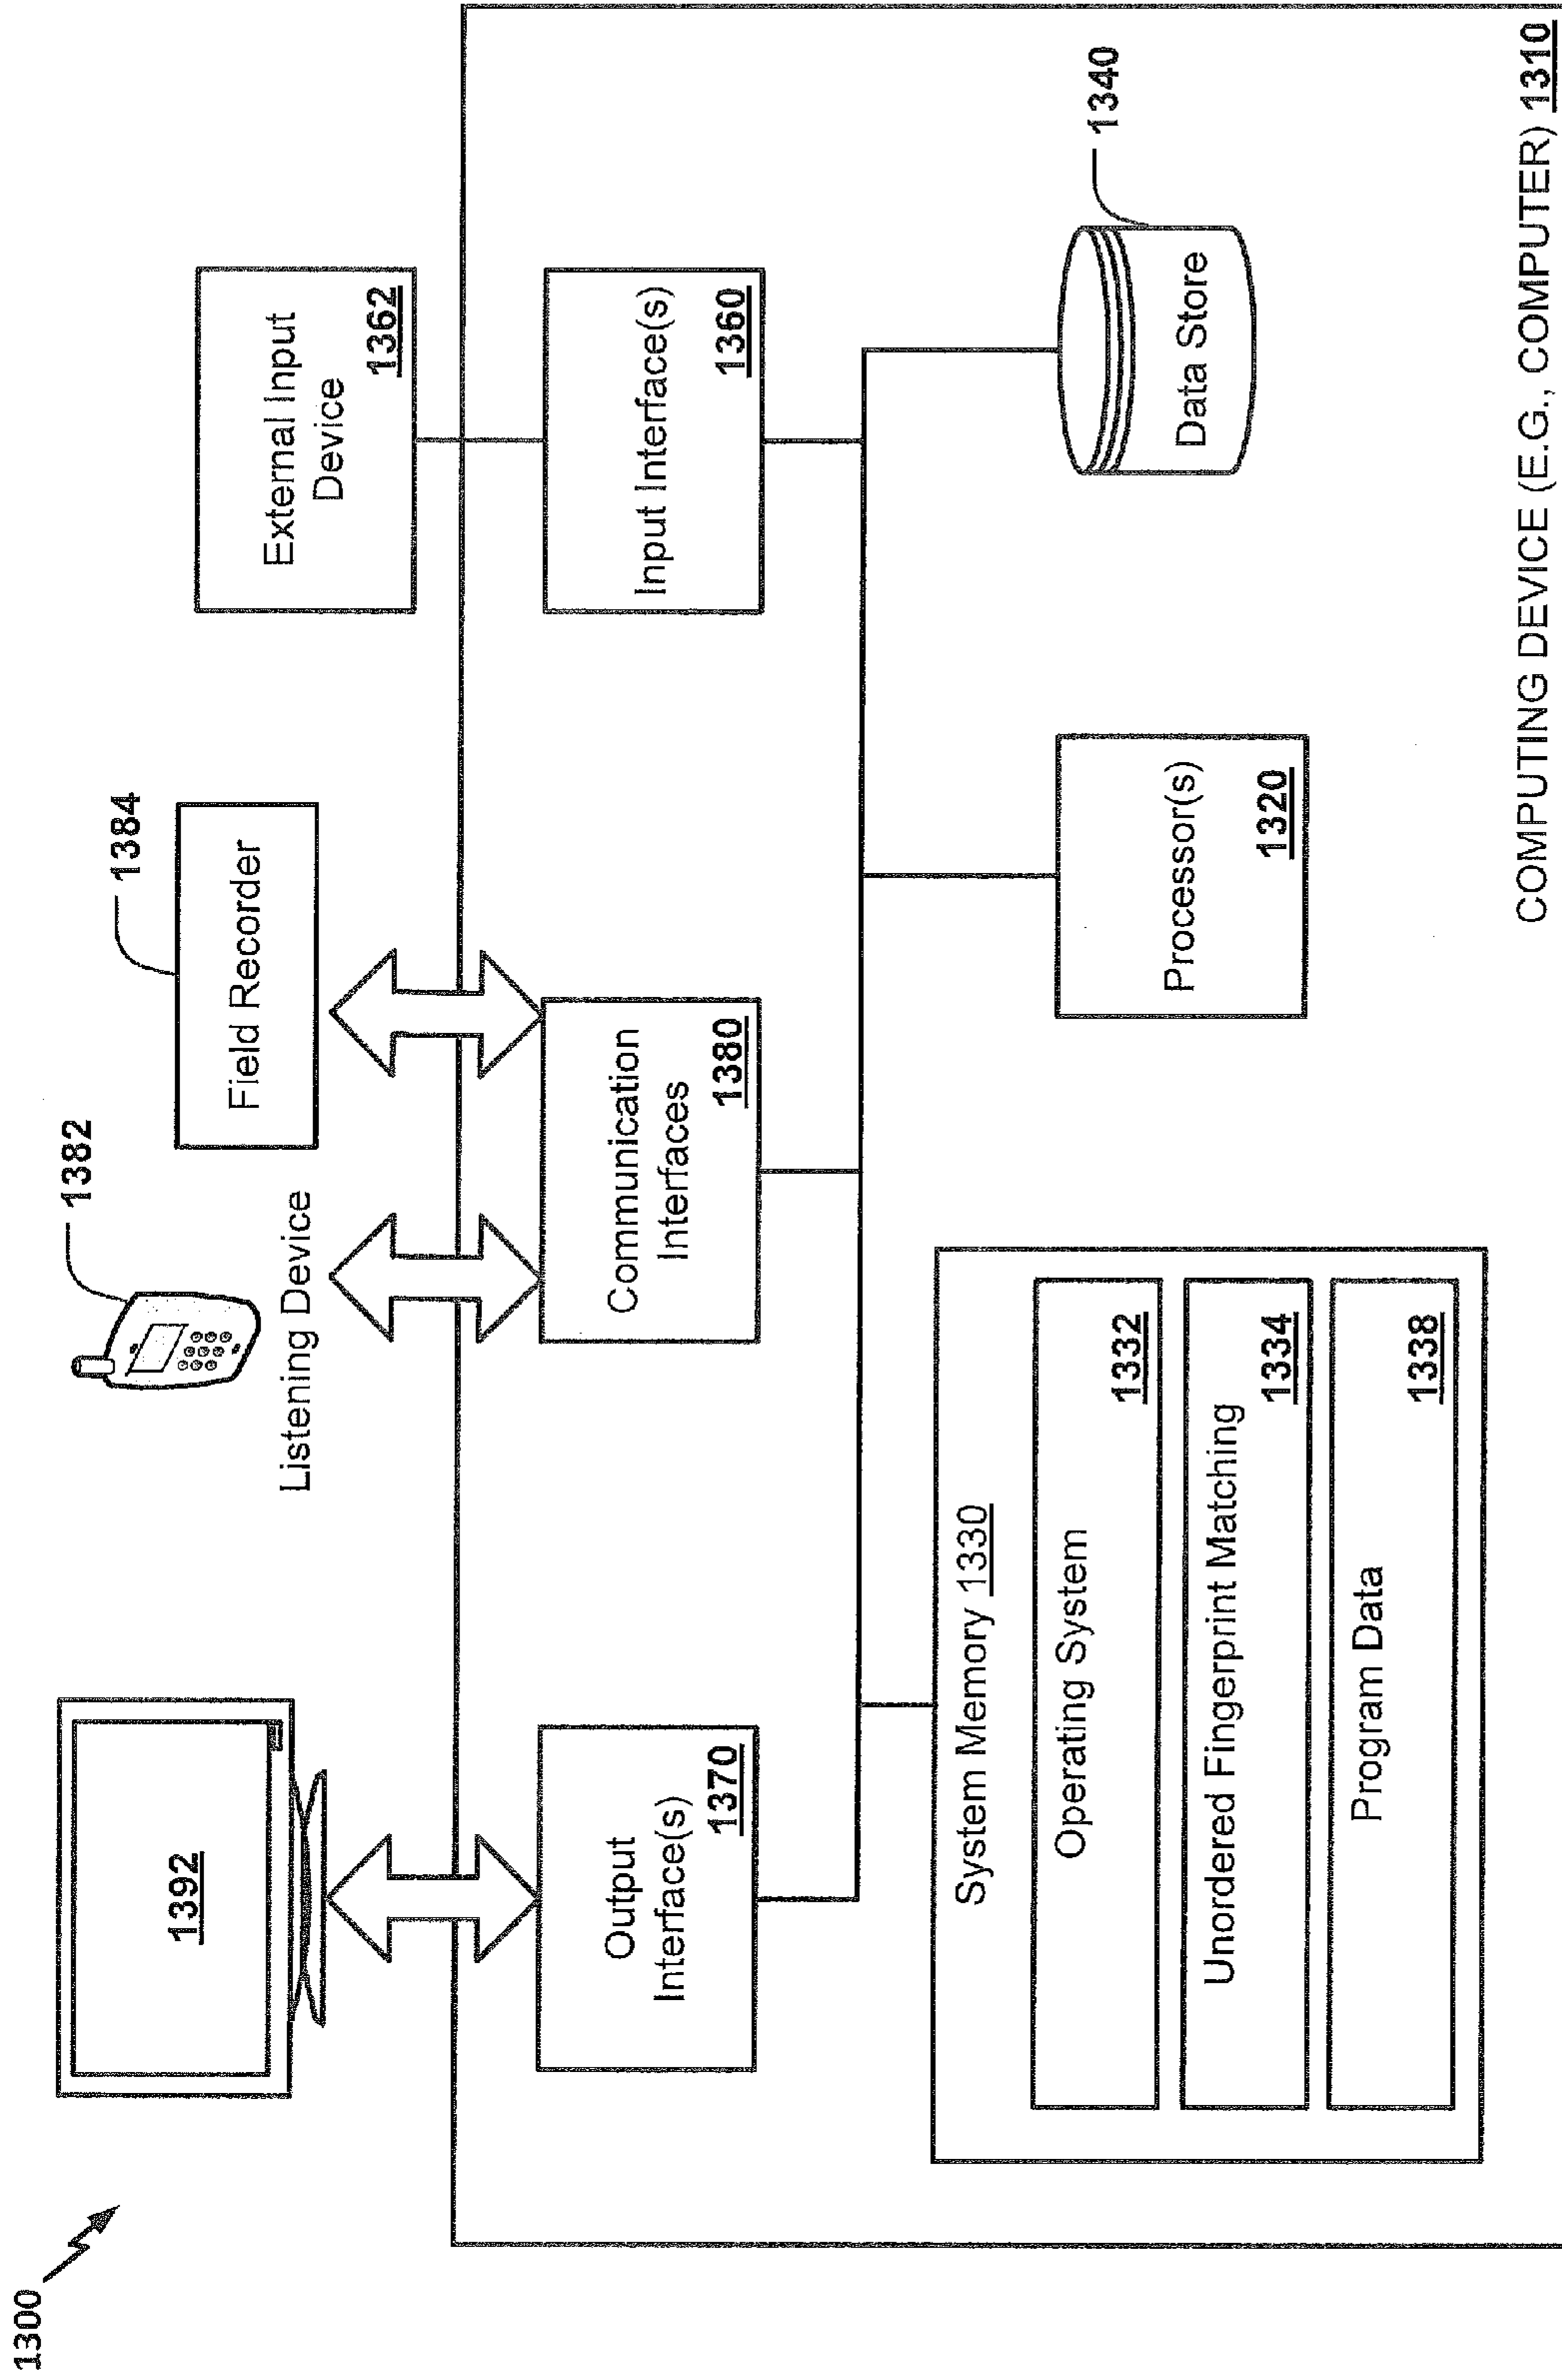 1300
1392
1382
Listening Device
1384
Field Recorder
External Input
Device
1362
Output
Interface(s)
1370
Communication
Interfaces
1380
Input Interface(s)
1360
System Memory 1330
Operating System
1332
Unordered Fingerprint Matching
1334
Program Data
1338
Processor(s)
1320
1340
Data Store
COMPUTING DEVICE (E.G., COMPUTER) 1310